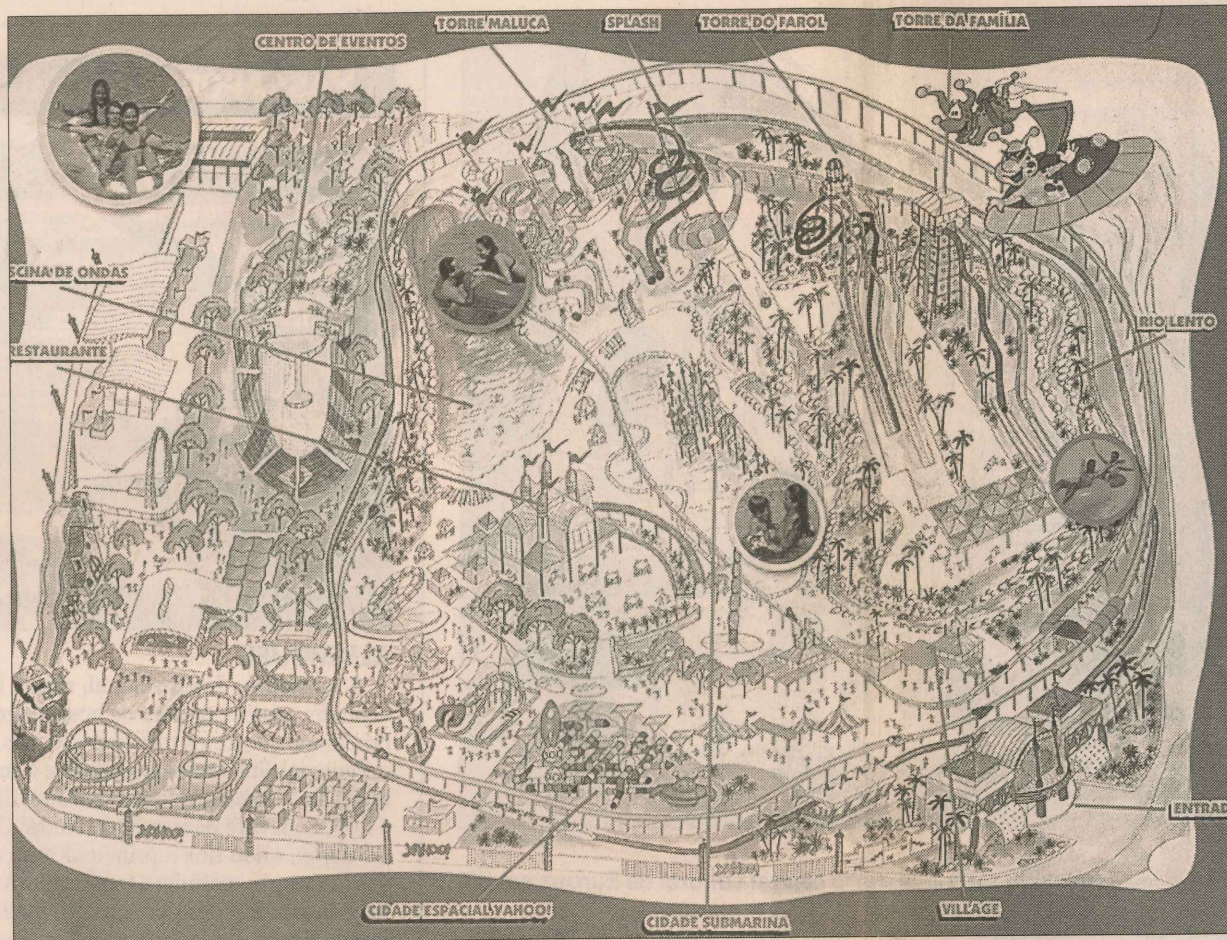 TORRE MALUCA
SPLASH
TORRE DO FAROL
TORRE DA FAMÍLIA
CENTRO DE EVENTOS
SCINA DE ONDAS
RESTAURANTE
RIO LENTO
ENTRAD
CIDADE ESPACIAL YAHOO!
CIDADE SUBMARINA
VILLAGE